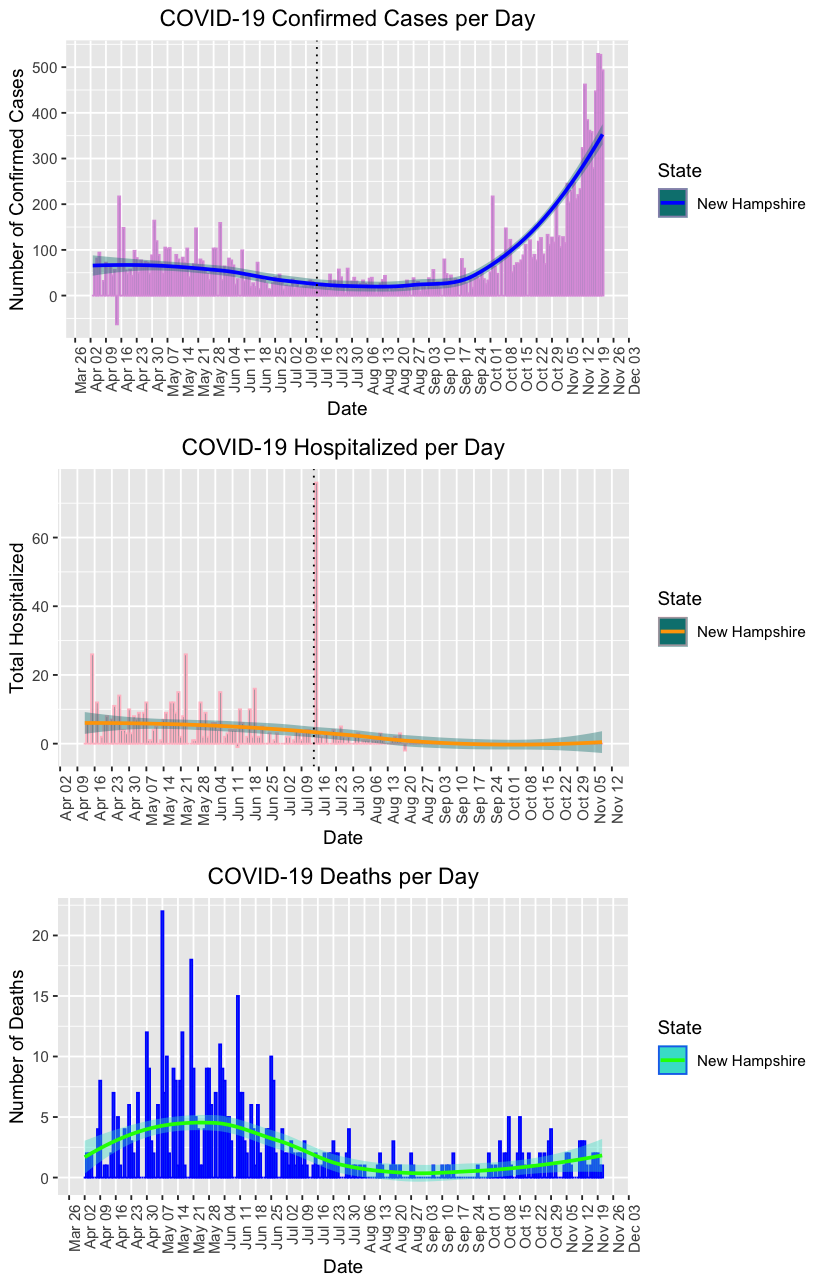 COVID-19 Confirmed Cases per Day
Number of Confirmed Cases
500
400
300
200
100
0
Mar 26
Apr 02
Apr 09
Apr 16
Apr 23
Apr 30
May 07
May 14
May 21
May 28
Jun 04
Jun 11
Jun 18
Jun 25
Jul 02
Jul 09
Jul 16
Jul 23
Jul 30
Aug 06
Aug 13
Aug 20
Aug 27
Sep 03
Sep 10
Sep 17
Sep 24
Oct 01
Oct 08
Oct 15
Oct 22
Oct 29
Nov 05
Nov 12
Nov 19
Nov 26
Dec 03
Date
State
New Hampshire
COVID-19 Hospitalized per Day
Total Hospitalized
60
40
20
0
Apr 02
Apr 09
Apr 16
Apr 23
Apr 30
May 07
May 14
May 21
May 28
Jun 04
Jun 11
Jun 18
Jun 25
Jul 02
Jul 09
Jul 16
Jul 23
Jul 30
Aug 06
Aug 13
Aug 20
Aug 27
Sep 03
Sep 10
Sep 17
Sep 24
Oct 01
Oct 08
Oct 15
Oct 22
Oct 29
Nov 05
Nov 12
Date
State
New Hampshire
COVID-19 Deaths per Day
Number of Deaths
20
15
10
5
0
Mar 26
Apr 02
Apr 09
Apr 16
Apr 23
Apr 30
May 07
May 14
May 21
May 28
Jun 04
Jun 11
Jun 18
Jun 25
Jul 02
Jul 09
Jul 16
Jul 23
Jul 30
Aug 06
Aug 13
Aug 20
Aug 27
Sep 03
Sep 10
Sep 17
Sep 24
Oct 01
Oct 08
Oct 15
Oct 22
Oct 29
Nov 05
Nov 12
Nov 19
Nov 26
Dec 03
Date
State
New Hampshire